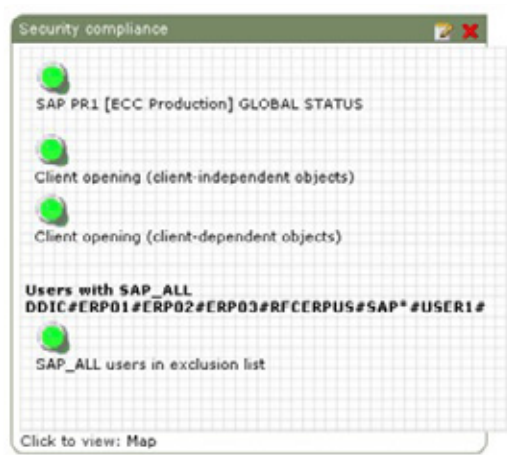 Security compliance
SAP PR1 [ECC Production] GLOBAL STATUS
Client opening (client-independent objects)
Client opening (client-dependent objects)
Users with SAP_ALL
DDIC#ERP01#ERP02#ERP03#RFCERPUS#SAP*#USER1#
SAP_ALL users in exclusion list
Click to view: Map